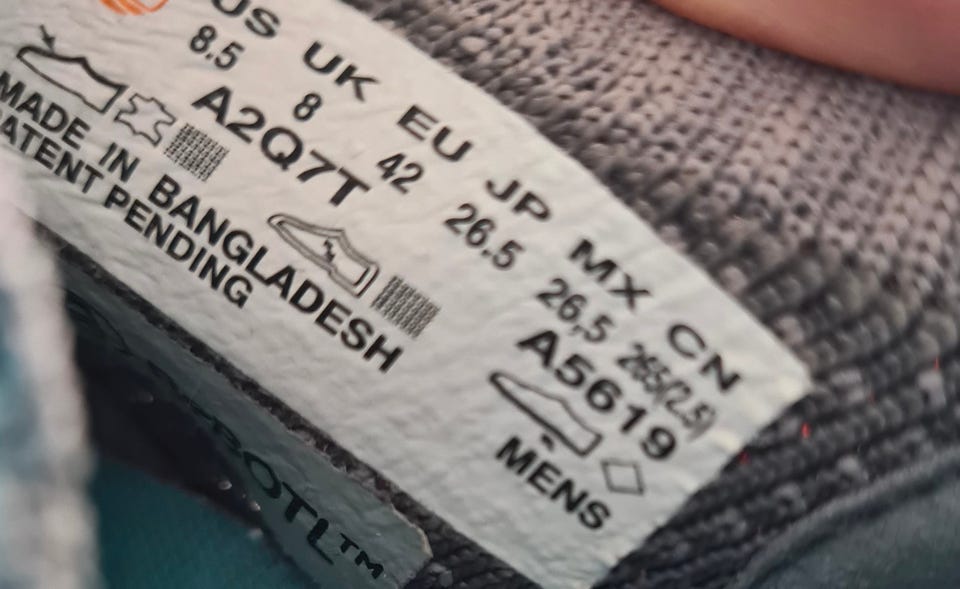 US UK EU JP MX CN
8.5 8 42 26.5 26,5 265(2.5)
A2Q7T A5619
MADE IN BANGLADESH
PATENT PENDING
MENS
ROTL™